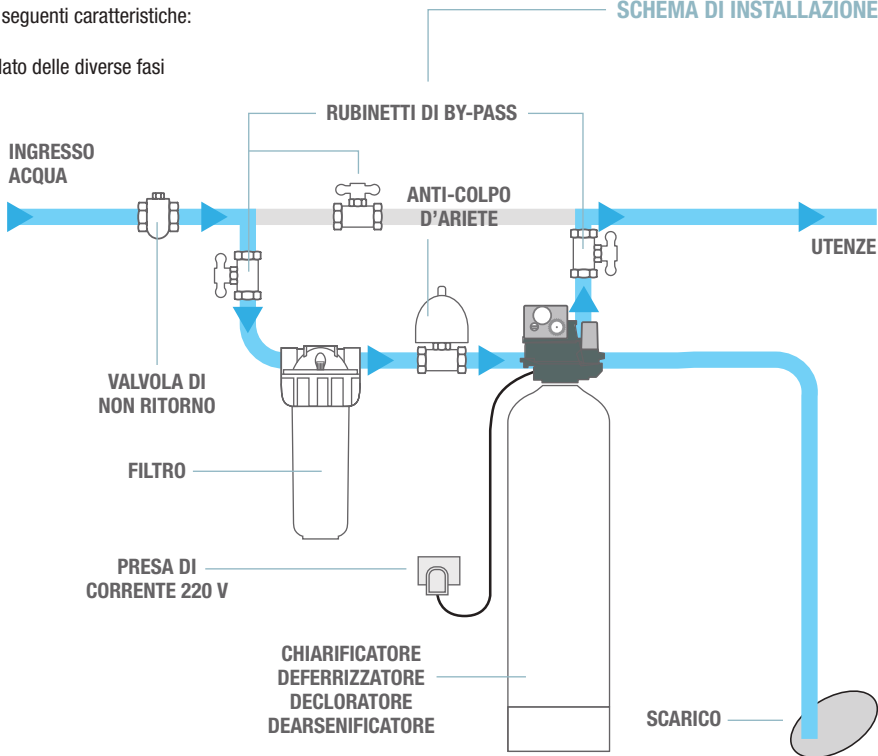 seguenti caratteristiche:
SCHEMA DI INSTALLAZIONE
delle diverse fasi
RUBINETTI DI BY-PASS
INGRESSO
ACQUA
ANTI-COLPO
D’ARIETE
UTENZE
VALVOLA DI
NON RITORNO
FILTRO
PRESA DI
CORRENTE 220 V
CHIARIFICATORE
DEFERRIZZATORE
DECLORATORE
DEARSENIFICATORE
SCARICO